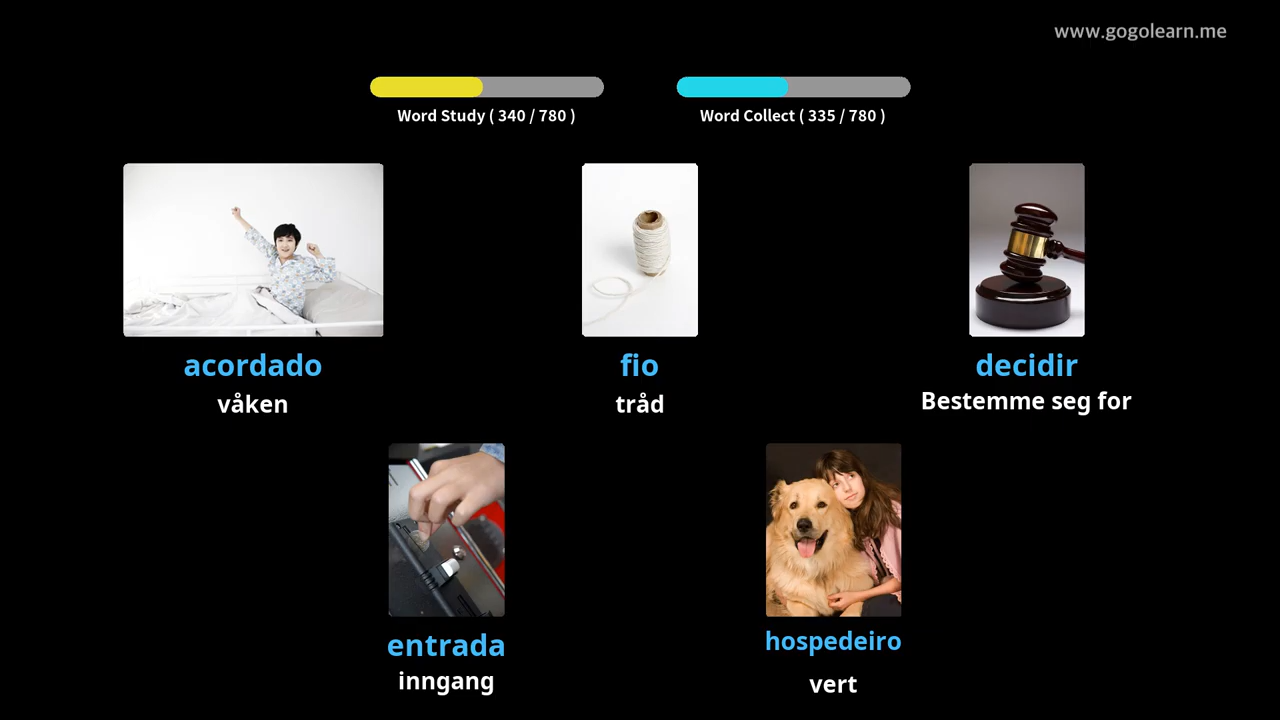 www.gogolearn.me
Word Study ( 340 / 780 )
Word Collect ( 335 / 780 )
acordado
våken
fio
tråd
decidir
Bestemme seg for
entrada
inngang
hospedeiro
vert